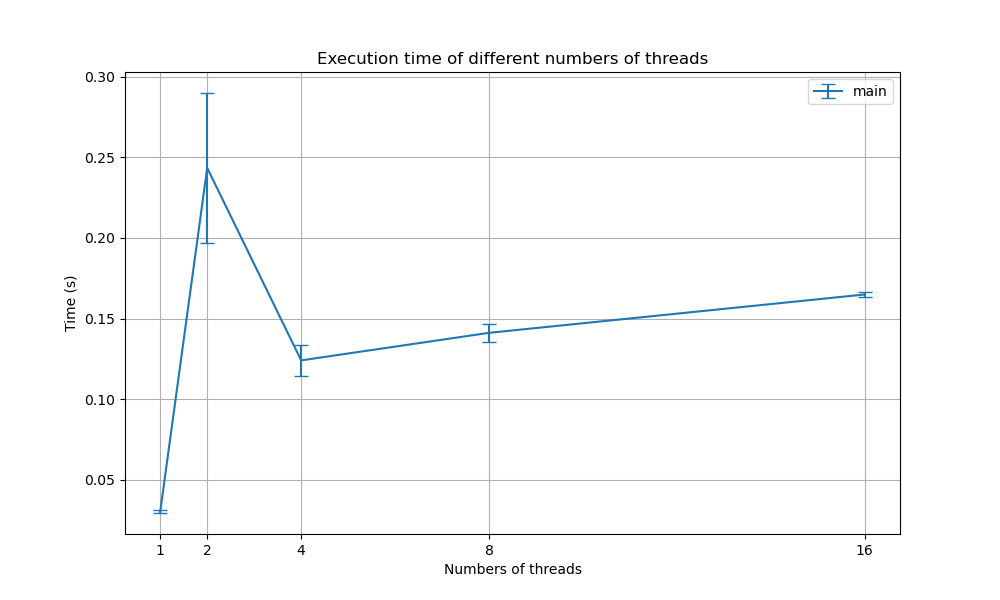 Execution time of different numbers of threads
main
0.30
0.25
0.20
0.15
0.10
0.05
Time (s)
1 2 4 8 16
Numbers of threads